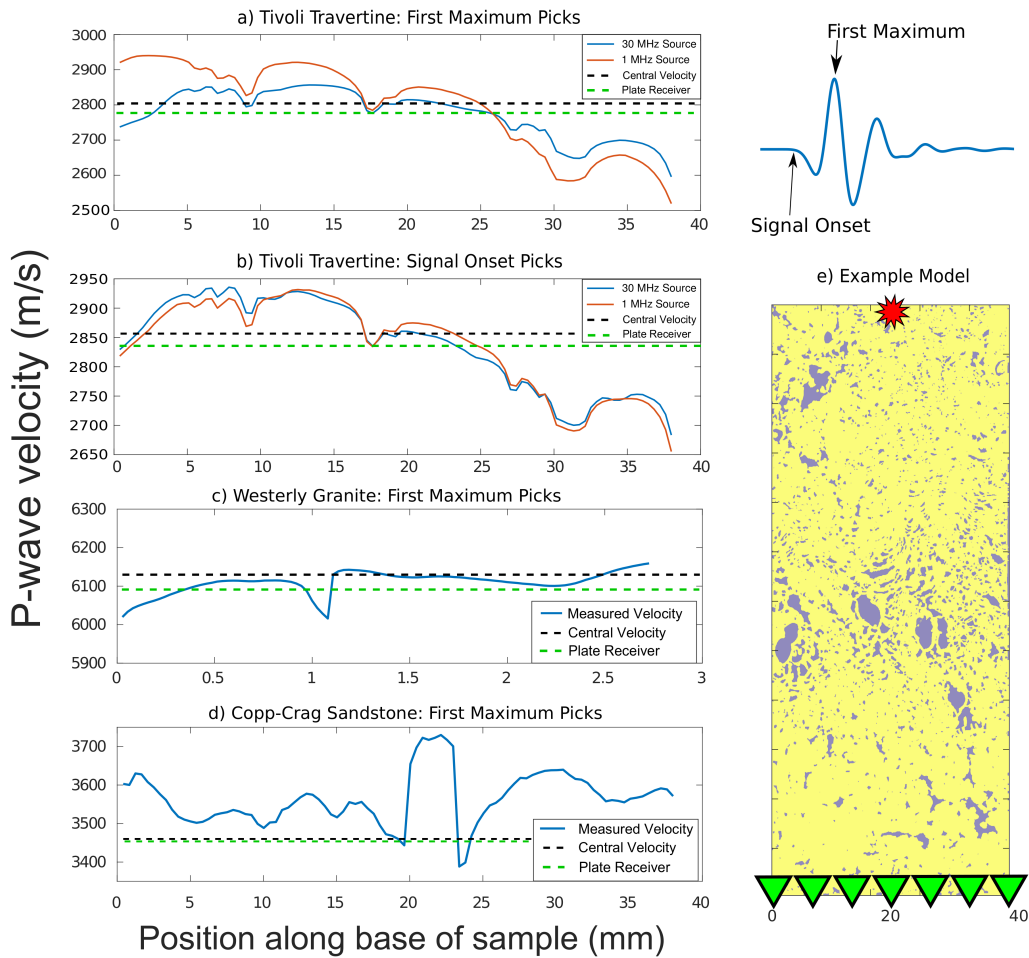 P-wave velocity (m/s)
a) Tivoli Travertine: First Maximum Picks
3000
2900
2800
2700
2600
2500
0 5 10 15 20 25 30 35 40
30 MHz Source
1 MHz Source
Central Velocity
Plate Receiver
b) Tivoli Travertine: Signal Onset Picks
2950
2900
2850
2800
2750
2700
2650
0 5 10 15 20 25 30 35 40
30 MHz Source
1 MHz Source
Central Velocity
Plate Receiver
c) Westerly Granite: First Maximum Picks
6300
6200
6100
6000
5900
0 0.5 1 1.5 2 2.5 3
Measured Velocity
Central Velocity
Plate Receiver
d) Copp-Crag Sandstone: First Maximum Picks
3700
3600
3500
3400
0 5 10 15 20 25 30 35 40
Measured Velocity
Central Velocity
Plate Receiver
Position along base of sample (mm)
First Maximum
Signal Onset
e) Example Model
0 20 40